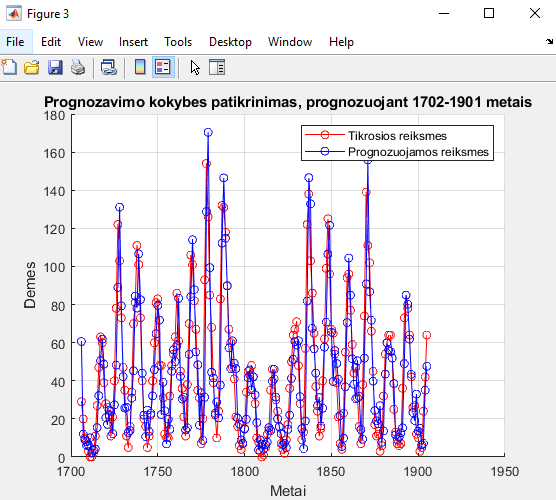 Figure 3
File Edit View Insert Tools Desktop Window Help
Prognozavimo kokybes patikrinimas, prognozuojant 1702-1901 metais
Tikrosios reiksmes
Prognozuojamos reiksmes
180
160
140
120
100
80
60
40
20
0
Demes
1700 1750 1800 1850 1900 1950
Metai